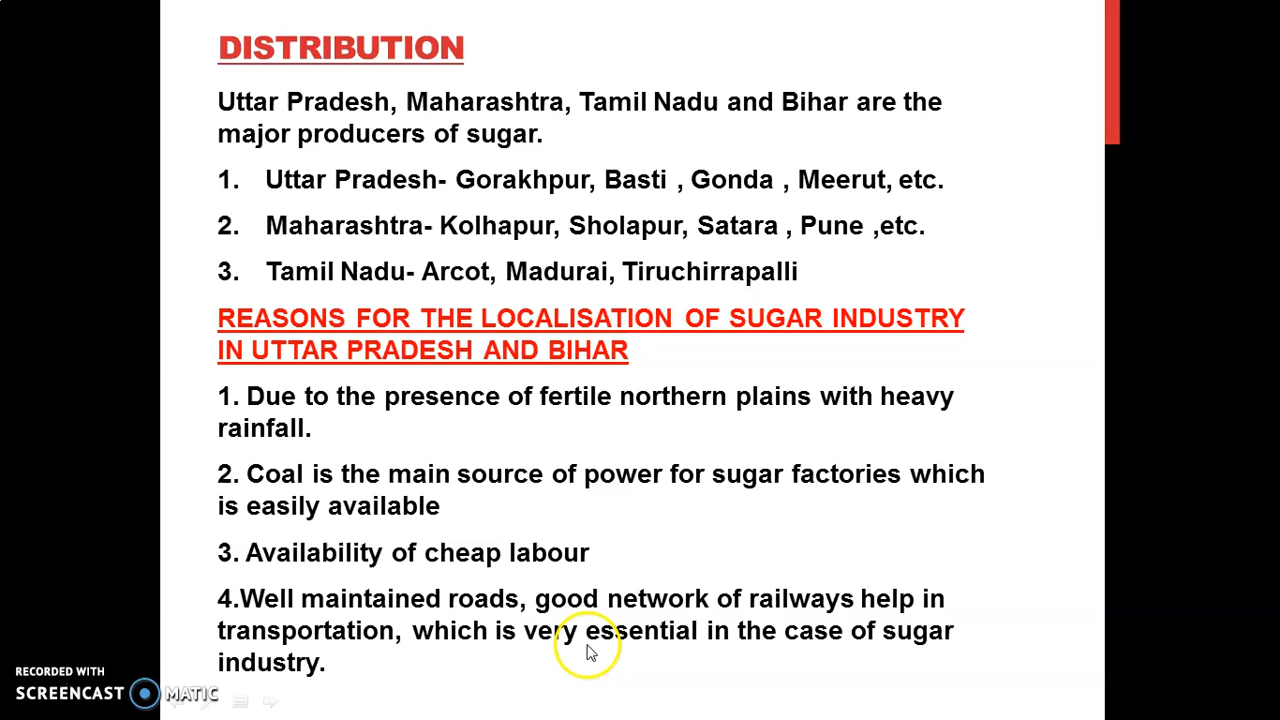 DISTRIBUTION
Uttar Pradesh, Maharashtra, Tamil Nadu and Bihar are the
major producers of sugar.
1. Uttar Pradesh- Gorakhpur, Basti , Gonda , Meerut, etc.
2. Maharashtra- Kolhapur, Sholapur, Satara , Pune ,etc.
3. Tamil Nadu- Arcot, Madurai, Tiruchirrapalli
REASONS FOR THE LOCALISATION OF SUGAR INDUSTRY
IN UTTAR PRADESH AND BIHAR
1. Due to the presence of fertile northern plains with heavy
rainfall.
2. Coal is the main source of power for sugar factories which
is easily available
3. Availability of cheap labour
4.Well maintained roads, good network of railways help in
transportation, which is very essential in the case of sugar
industry.
RECORDED WITH
SCREENCAST MATIC